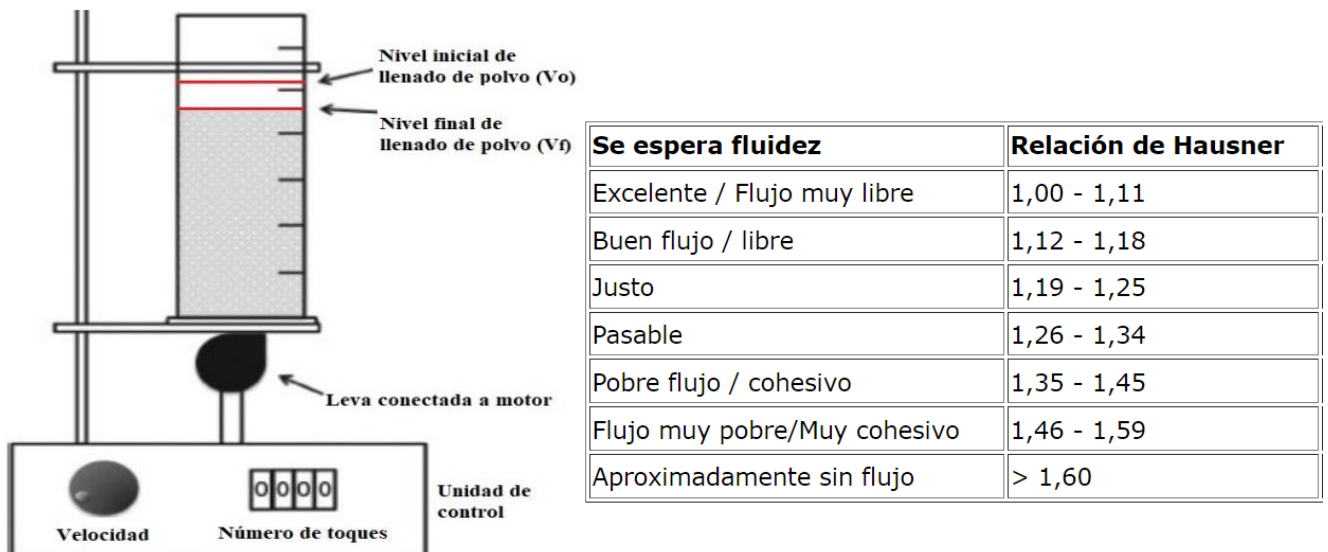 Nivel inicial de
llenado de polvo (Vo)
Nivel final de
llenado de polvo (Vf)
Leva conectada a motor
0000
Velocidad
Número de toques
Unidad de
control
Se espera fluidez Relación de Hausner
Excelente / Flujo muy libre 1,00 - 1,11
Buen flujo / libre 1,12 - 1,18
Justo 1,19 - 1,25
Pasable 1,26 - 1,34
Pobre flujo / cohesivo 1,35 - 1,45
Flujo muy pobre/Muy cohesivo 1,46 - 1,59
Aproximadamente sin flujo > 1,60